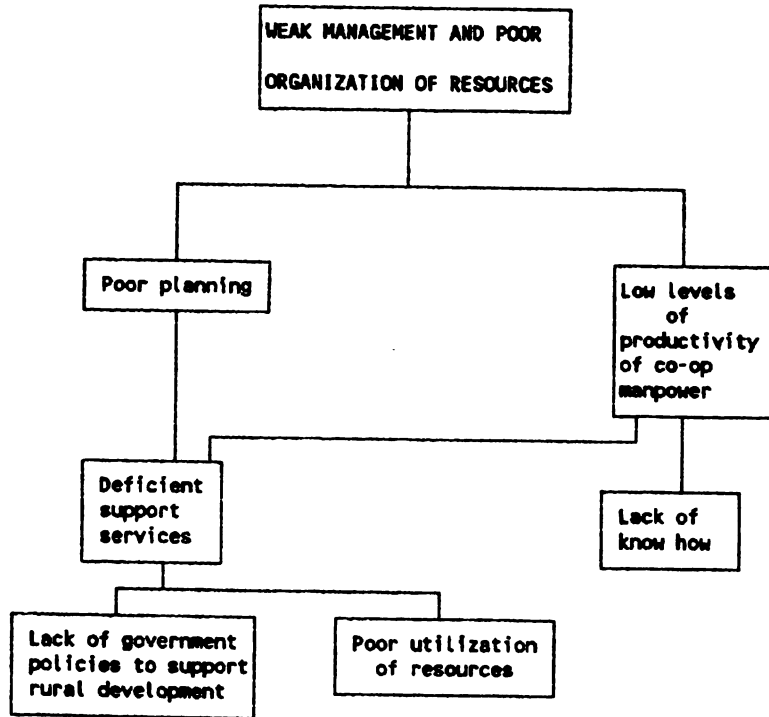 WEAK MANAGEMENT AND POOR
ORGANIZATION OF RESOURCES
Poor planning
Low levels
of
productivity
of co-op
manpower
Deficient
support
services
Lack of
know how
Lack of government
policies to support
rural development
Poor utilization
of resources